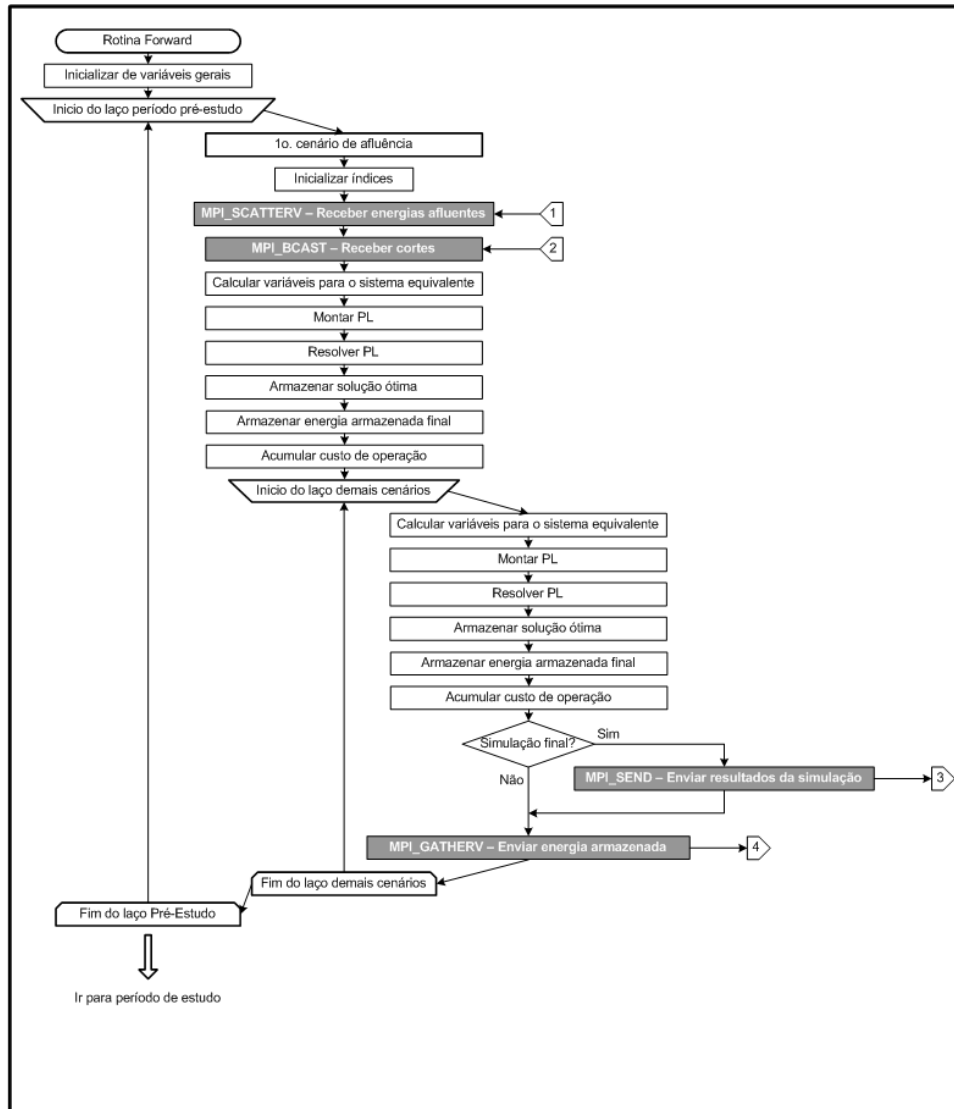 Rotina Forward
Inicializar de variáveis gerais
Inicio do laço período pré-estudo
1o. cenário de afluência
Inicializar índices
MPI_SCATTERV – Receber energias afluentes
1
MPI_BCAST – Receber cortes
2
Calcular variáveis para o sistema equivalente
Montar PL
Resolver PL
Armazenar solução ótima
Armazenar energia armazenada final
Acumular custo de operação
Início do laço demais cenários
Calcular variáveis para o sistema equivalente
Montar PL
Resolver PL
Armazenar solução ótima
Armazenar energia armazenada final
Acumular custo de operação
Simulação final?
Sim
Não
MPI_SEND – Enviar resultados da simulação
3
MPI_GATHERV – Enviar energia armazenada
4
Fim do laço demais cenários
Fim do laço Pré-Estudo
Ir para período de estudo